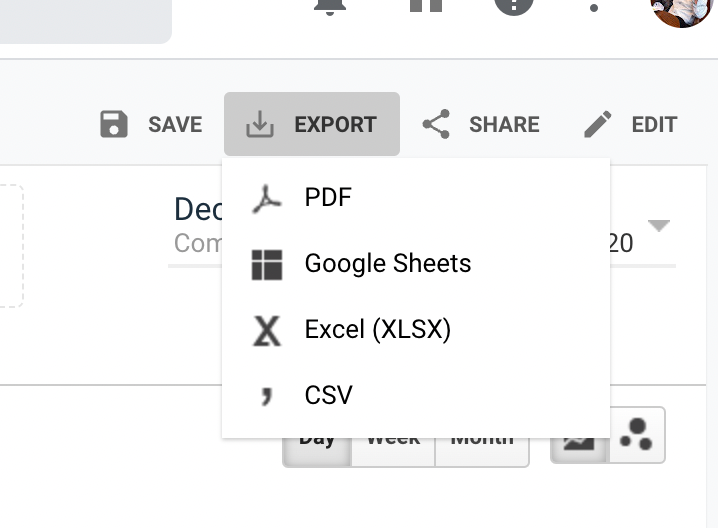 SAVE
EXPORT
SHARE
EDIT
PDF
Google Sheets
Excel (XLSX)
CSV
Dec
Com
20
Day
Week
Month